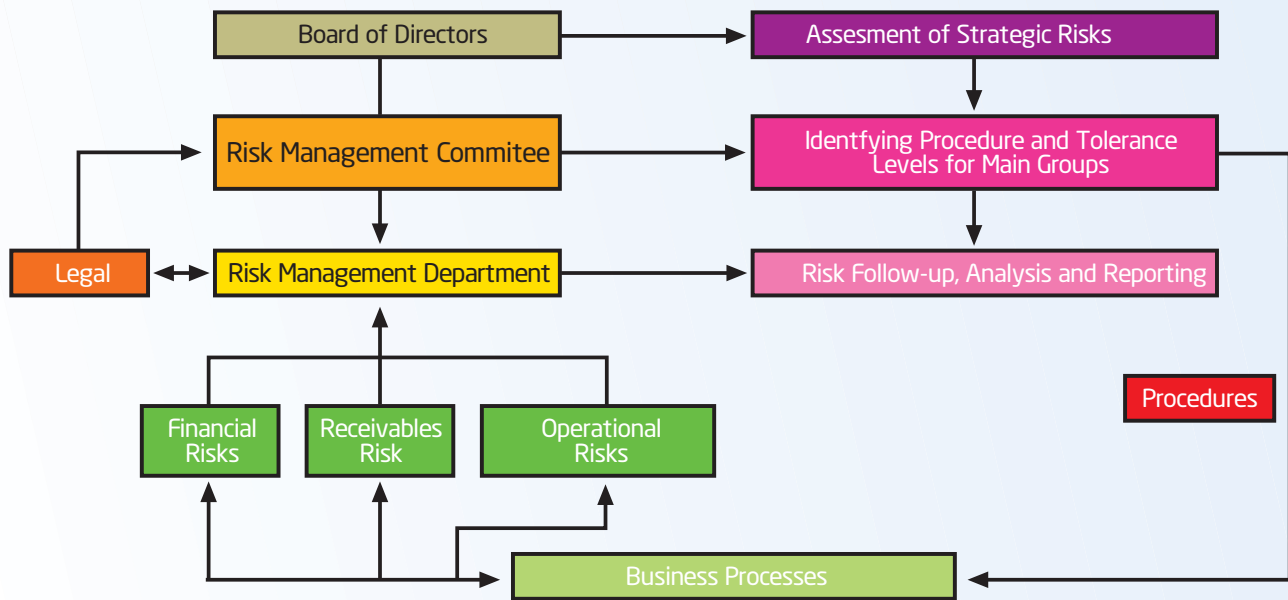 Board of Directors
Assesment of Strategic Risks
Risk Management Commitee
Identfying Procedure and Tolerance
Levels for Main Groups
Legal
Risk Management Department
Risk Follow-up, Analysis and Reporting
Procedures
Financial
Risks
Receivables
Risk
Operational
Risks
Business Processes